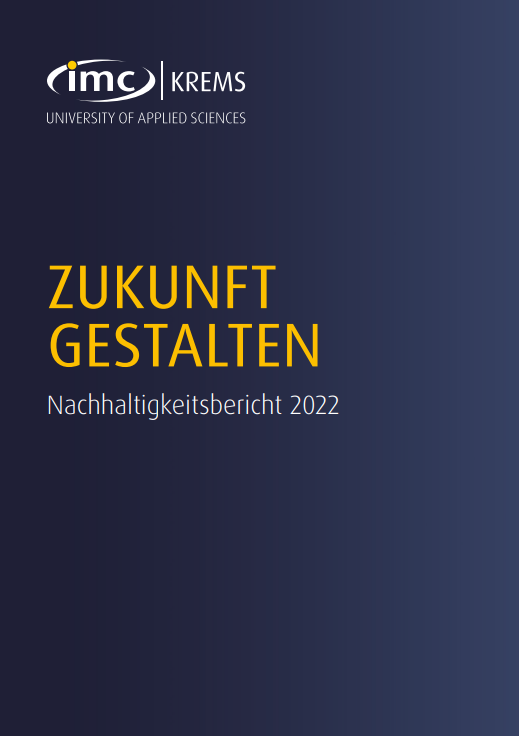 imc KREMS
UNIVERSITY OF APPLIED SCIENCES
ZUKUNFT
GESTALTEN
Nachhaltigkeitsbericht 2022